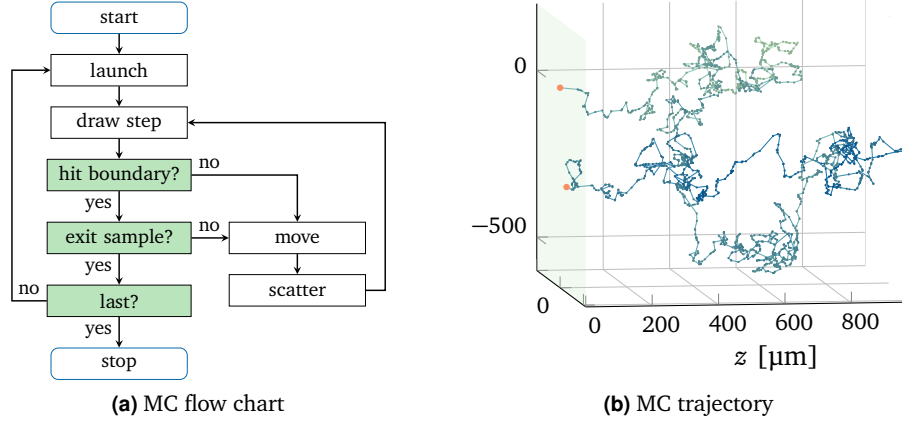 start
launch
draw step
hit boundary?
no
yes
exit sample?
no
move
yes
scatter
last?
no
yes
stop
(a) MC flow chart
0
−500
0
0 200 400 600 800
z [µm]
(b) MC trajectory